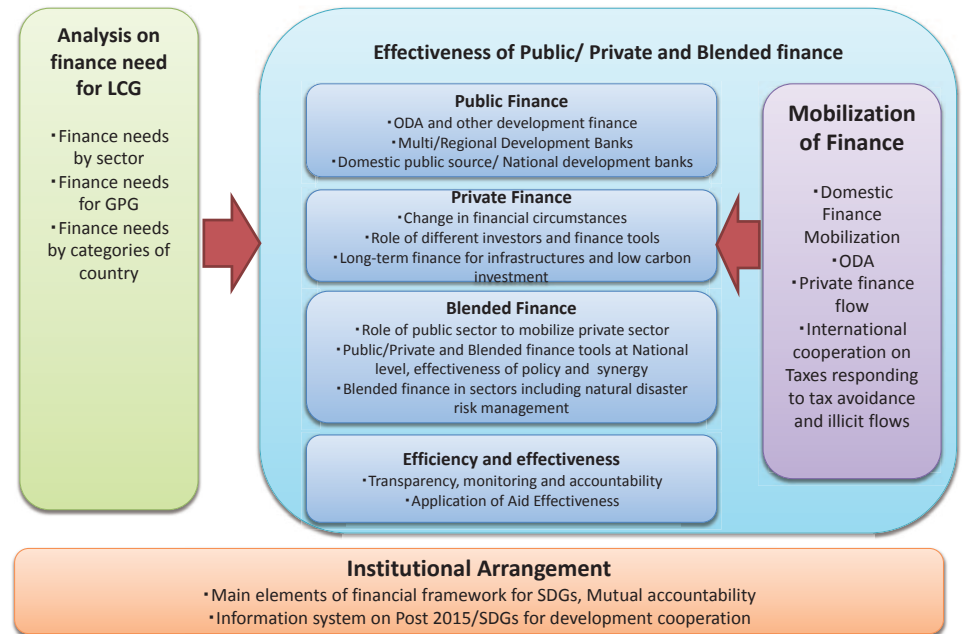 Analysis on
finance need
for LCG
・Finance needs
by sector
・Finance needs
for GPG
・Finance needs
by categories of
country
Effectiveness of Public/ Private and Blended finance
Public Finance
・ODA and other development finance
・Multi/Regional Development Banks
・Domestic public source/ National development banks
Private Finance
・Change in financial circumstances
・Role of different investors and finance tools
・Long-term finance for infrastructures and low carbon
investment
Blended Finance
・Role of public sector to mobilize private sector
・Public/Private and Blended finance tools at National
level, effectiveness of policy and synergy
・Blended finance in sectors including natural disaster
risk management
Efficiency and effectiveness
・Transparency, monitoring and accountability
・Application of Aid Effectiveness
Mobilization
of Finance
・Domestic
Finance
Mobilization
・ODA
・Private finance
flow
・International
cooperation on
Taxes responding
to tax avoidance
and illicit flows
Institutional Arrangement
・Main elements of financial framework for SDGs, Mutual accountability
・Information system on Post 2015/SDGs for development cooperation